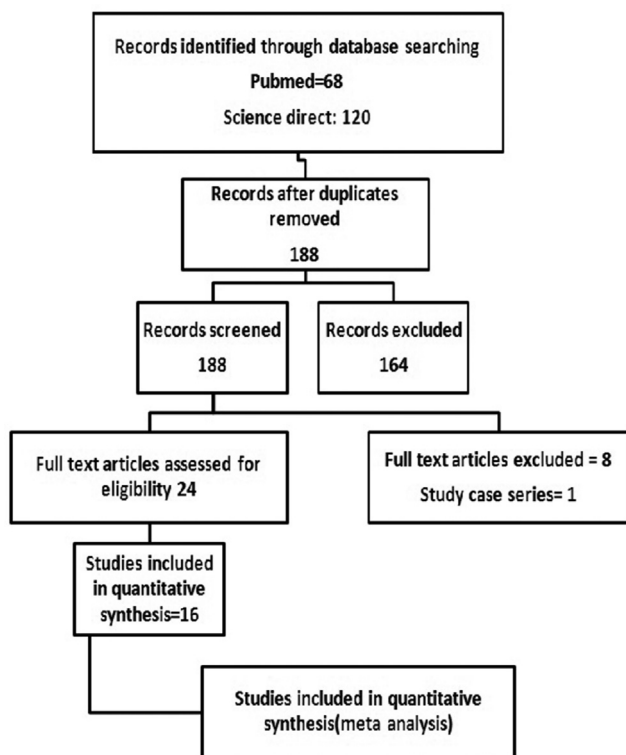 Records identified through database searching
Pubmed=68
Science direct: 120
Records after duplicates
removed
188
Records screened
188
Records excluded
164
Full text articles assessed for
eligibility 24
Full text articles excluded = 8
Study case series= 1
Studies included
in quantitative
synthesis=16
Studies included in quantitative
synthesis(meta analysis)